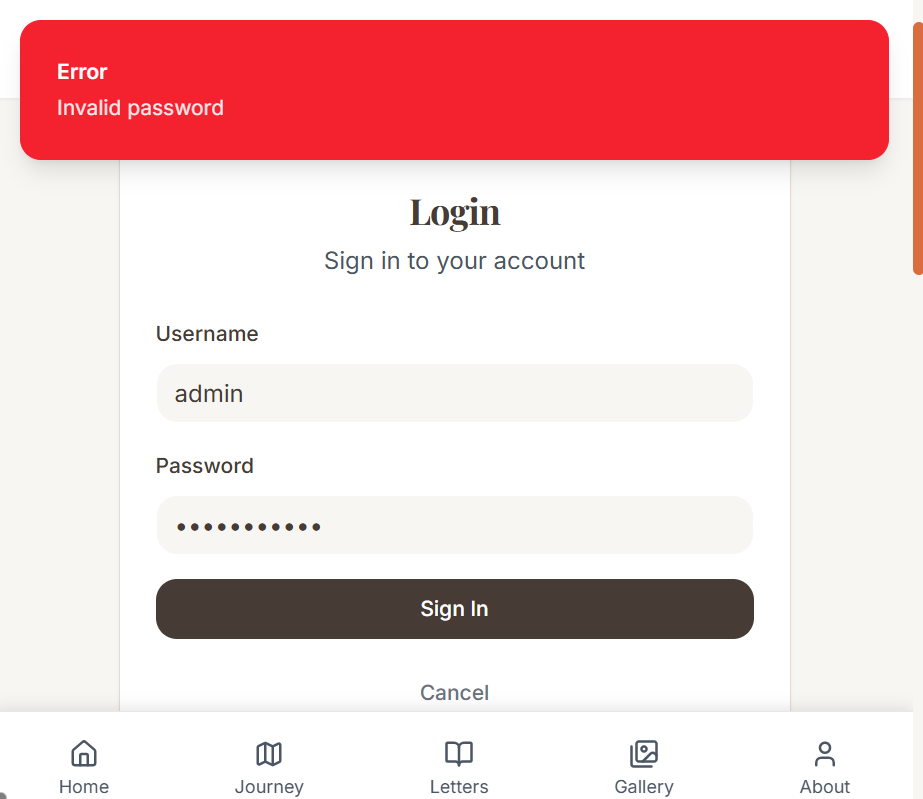 Error
Invalid password
Login
Sign in to your account
Username
admin
Password
•••••••••••
Sign In
Cancel
Home Journey Letters Gallery About